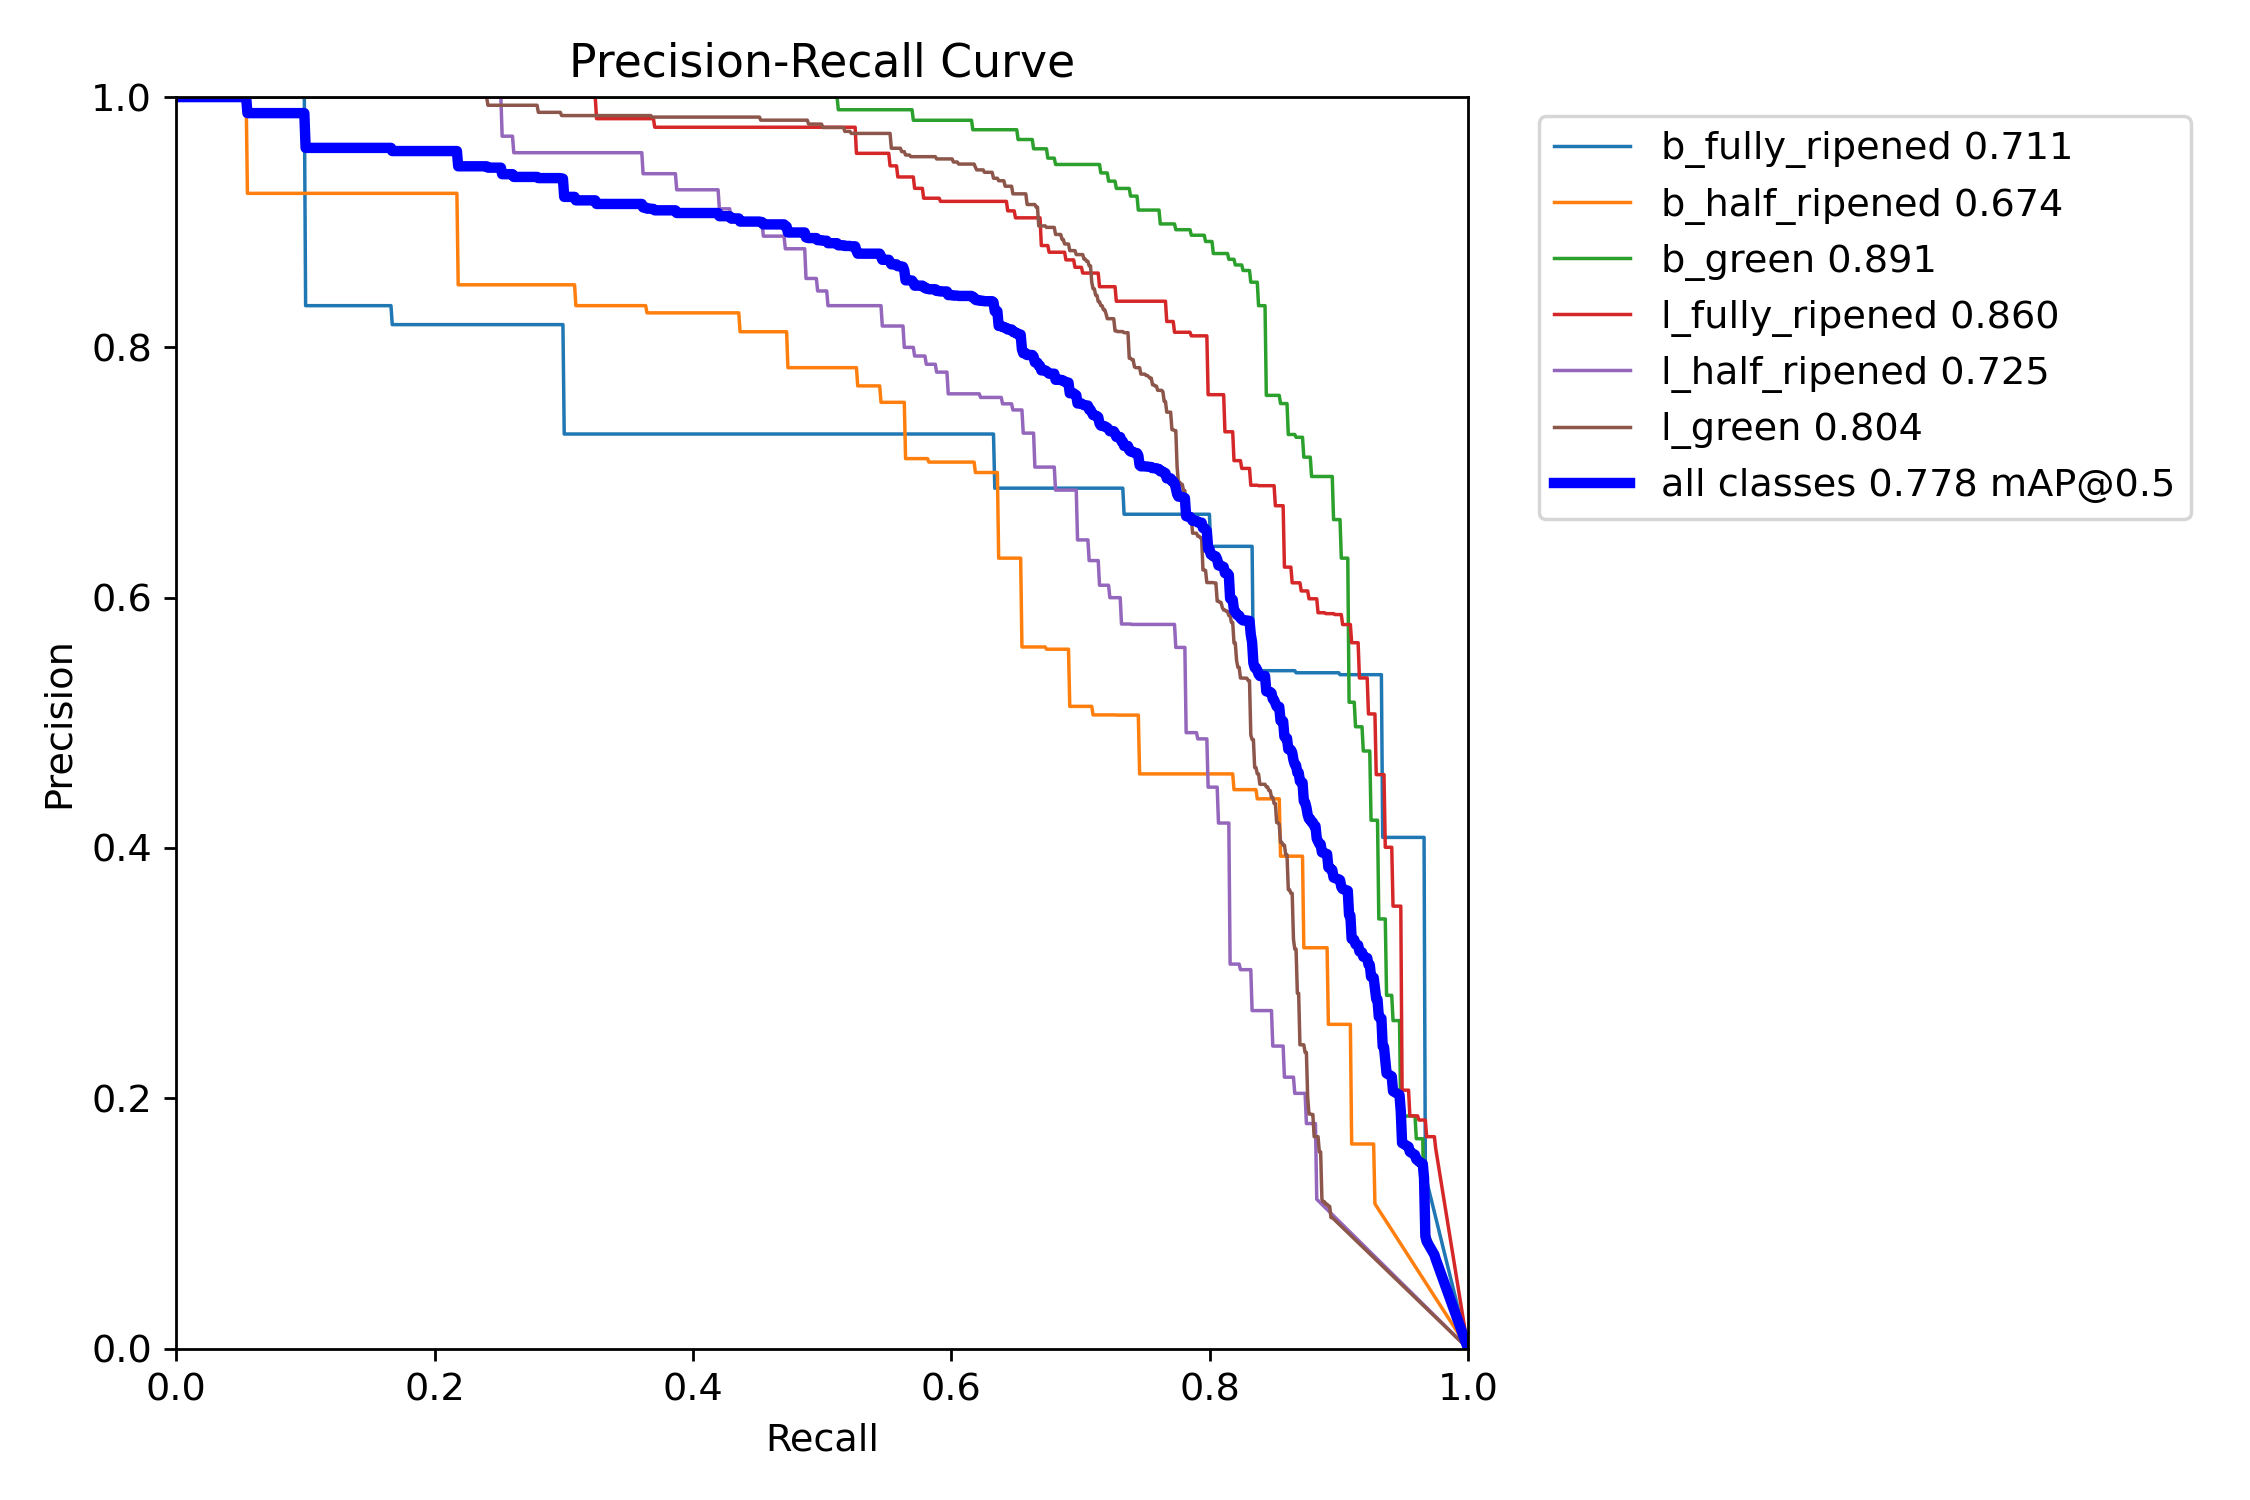 Precision-Recall Curve
1.0
0.8
0.6
0.4
0.2
0.0
Precision
0.0 0.2 0.4 0.6 0.8 1.0
Recall
b_fully_ripened 0.711
b_half_ripened 0.674
b_green 0.891
l_fully_ripened 0.860
l_half_ripened 0.725
l_green 0.804
all classes 0.778 mAP@0.5